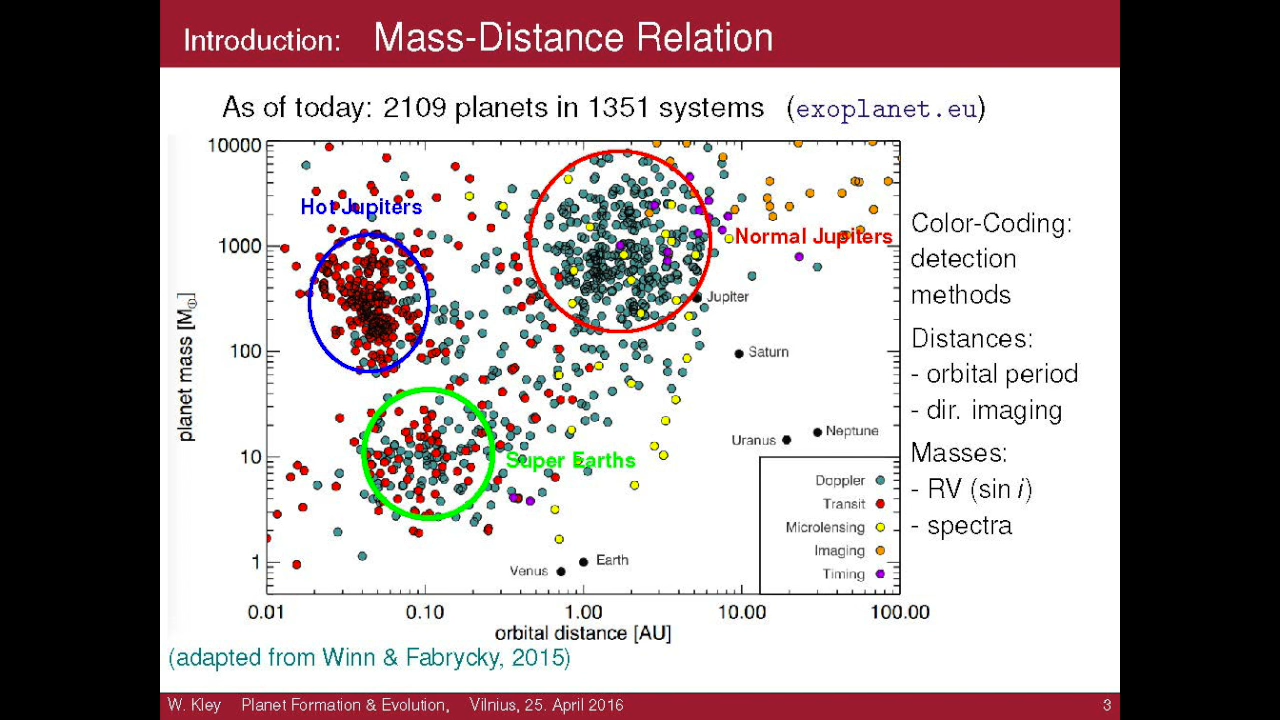 Introduction: Mass-Distance Relation
As of today: 2109 planets in 1351 systems (exoplanet.eu)
10000
1000
100
10
1
planet mass [M⊕]
Hot Jupiters
Normal Jupiters
Super Earths
Jupiter
Saturn
Uranus
Neptune
Venus
Earth
Doppler
Transit
Microlensing
Imaging
Timing
0.01 0.10 1.00 10.00 100.00
orbital distance [AU]
Color-Coding:
detection
methods
Distances:
- orbital period
- dir. imaging
Masses:
- RV (sin i)
- spectra
(adapted from Winn & Fabrycky, 2015)
W. Kley Planet Formation & Evolution, Vilnius, 25. April 2016 3